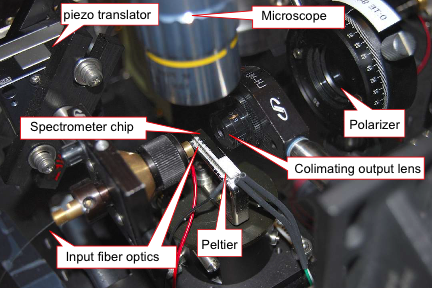 piezo translator
Microscope
Polarizer
Spectrometer chip
Colimating output lens
Peltier
Input fiber optics